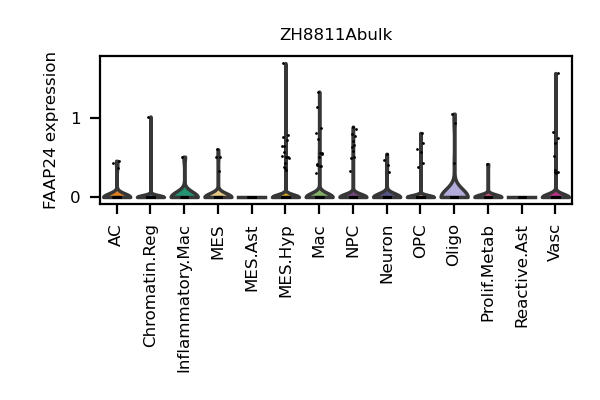 ZH8811Abulk
FAAP24 expression
1
0
AC
Chromatin.Reg
Inflammatory.Mac
MES
MES.Ast
MES.Hyp
Mac
NPC
Neuron
OPC
Oligo
Prolif.Metab
Reactive.Ast
Vasc